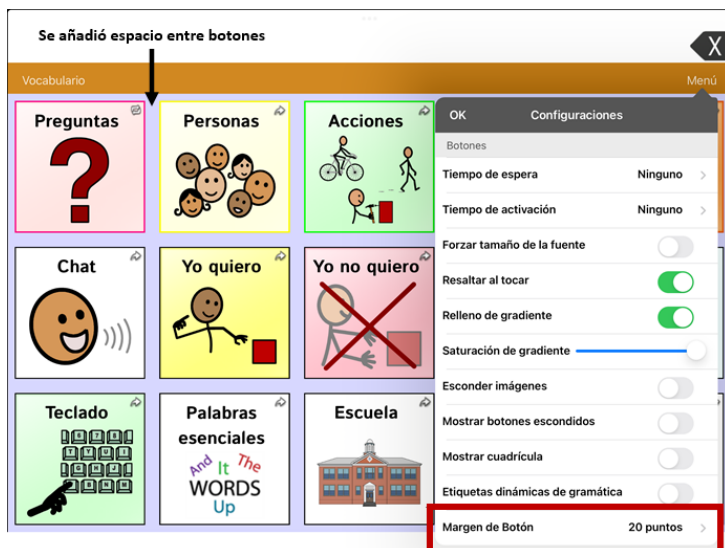 Se añadió espacio entre botones
X
Vocabulario
Menú
Preguntas
Personas
Acciones
Chat
Yo quiero
Yo no quiero
Teclado
Palabras
esenciales
And It The
WORDS
Up
Escuela
OK
Configuraciones
Botones
Tiempo de espera Ninguno
Tiempo de activación Ninguno
Forzar tamaño de la fuente
Resaltar al tocar
Relleno de gradiente
Saturación de gradiente
Esconder imágenes
Mostrar botones escondidos
Mostrar cuadrícula
Etiquetas dinámicas de gramática
Margen de Botón 20 puntos